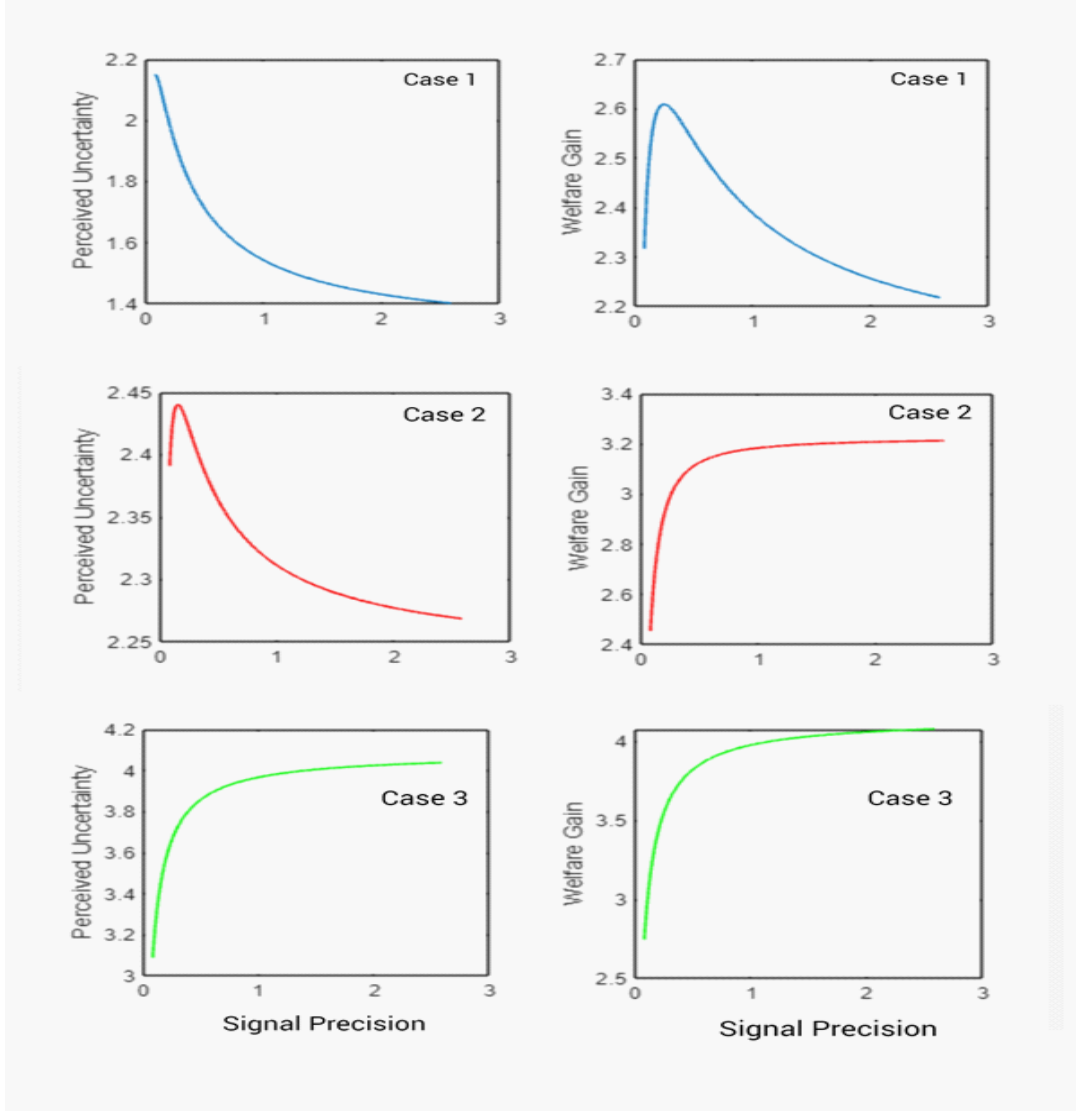 2.2
2
1.8
1.6
1.4
0 1 2 3
Perceived Uncertainty
Case 1
2.7
2.6
2.5
2.4
2.3
2.2
0 1 2 3
Welfare Gain
Case 1
2.45
2.4
2.35
2.3
2.25
0 1 2 3
Perceived Uncertainty
Case 2
3.4
3.2
3
2.8
2.6
2.4
0 1 2 3
Welfare Gain
Case 2
4.2
4
3.8
3.6
3.4
3.2
3
0 1 2 3
Perceived Uncertainty
Case 3
Signal Precision
4
3.5
3
2.5
0 1 2 3
Welfare Gain
Case 3
Signal Precision